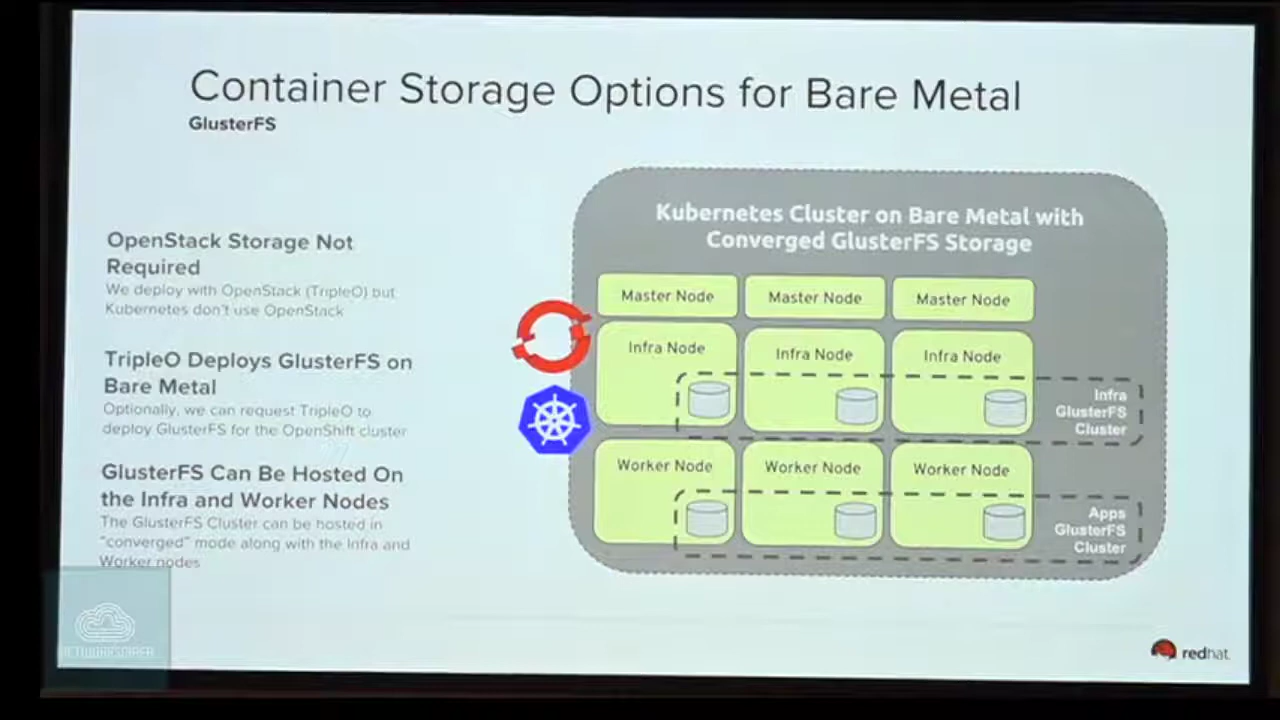 Container Storage Options for Bare Metal
GlusterFS
OpenStack Storage Not
Required
We deploy with OpenStack (TripleO) but
Kubernetes don't use OpenStack
TripleO Deploys GlusterFS on
Bare Metal
Optionally, we can request TripleO to
deploy GlusterFS for the OpenShift cluster
GlusterFS Can Be Hosted On
the Infra and Worker Nodes
The GlusterFS Cluster can be hosted in
"converged" mode along with the Infra and
Worker nodes
Kubernetes Cluster on Bare Metal with
Converged GlusterFS Storage
Master Node Master Node Master Node
Infra Node Infra Node Infra Node
Infra
GlusterFS
Cluster
Worker Node Worker Node Worker Node
Apps
GlusterFS
Cluster
redhat.